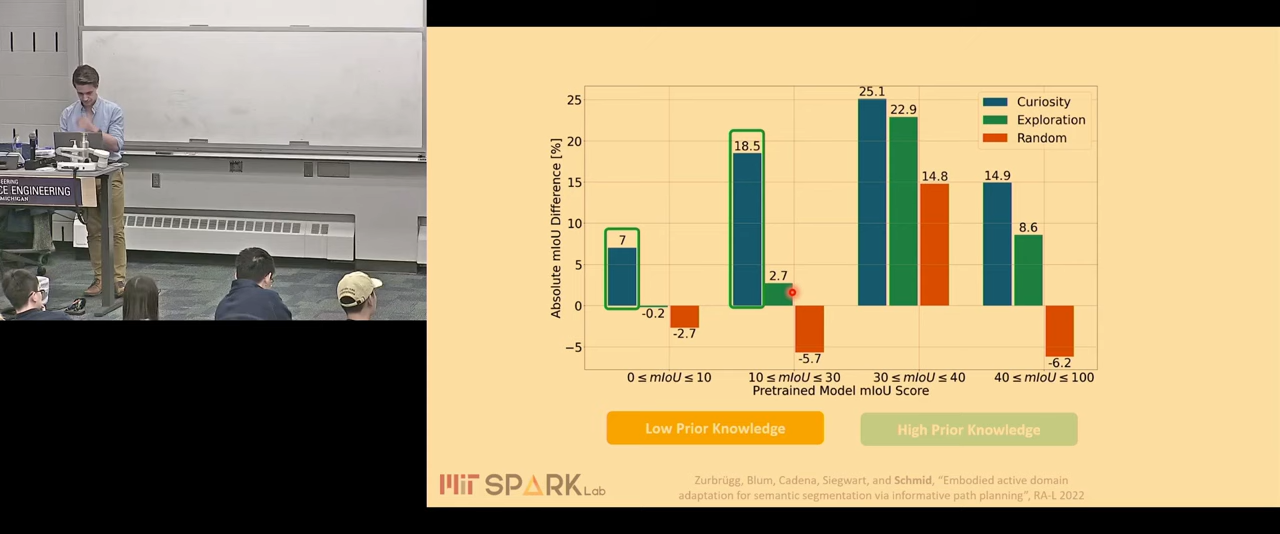 EERING
CE ENGINEERING
MICHIGAN
Absolute mIoU Difference [%]
25
20
15
10
5
0
−5
7
-0.2
-2.7
18.5
2.7
-5.7
25.1
22.9
14.8
14.9
8.6
-6.2
Curiosity
Exploration
Random
0 ≤ mIoU ≤ 10
10 ≤ mIoU ≤ 30
30 ≤ mIoU ≤ 40
40 ≤ mIoU ≤ 100
Pretrained Model mIoU Score
Low Prior Knowledge
High Prior Knowledge
MIT SPARK Lab
Zurbrügg, Blum, Cadena, Siegwart, and Schmid, “Embodied active domain
adaptation for semantic segmentation via informative path planning”, RA-L 2022